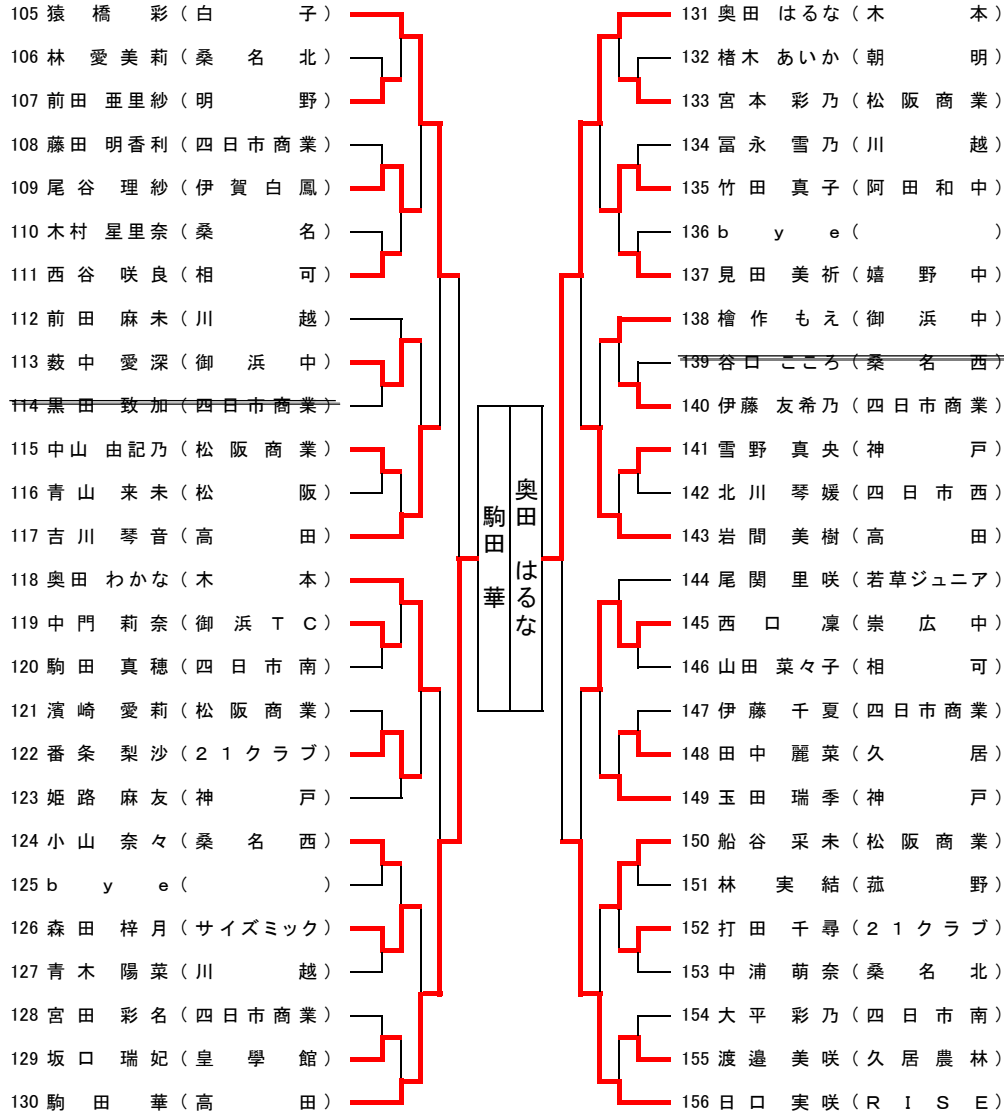 105 猿橋 彩 (白子)
106 林 愛美莉 (桑名北)
107 前田 亜里紗 (明野)
108 藤田 明香利 (四日市商業)
109 尾谷 理紗 (伊賀白鳳)
110 木村 星里奈 (桑名)
111 西谷 咲良 (相可)
112 前田 麻未 (川越)
113 薮中 愛深 (御浜中)
114 黒田 致加 (四日市商業)
115 中山 由記乃 (松阪商業)
116 青山 来未 (松阪)
117 吉川 琴音 (高田)
118 奥田 わかな (木本)
119 中門 莉奈 (御浜TC)
120 駒田 真穂 (四日市南)
121 濱崎 愛莉 (松阪商業)
122 番条 梨沙 (21クラブ)
123 姫路 麻友 (神戸)
124 小山 奈々 (桑名西)
125 bye ( )
126 森田 梓月 (サイズミック)
127 青木 陽菜 (川越)
128 宮田 彩名 (四日市商業)
129 坂口 瑞妃 (皇學館)
130 駒田 華 (高田)
駒田 華
奥田 はるな
131 奥田 はるな (木本)
132 楮木 あいか (朝明)
133 宮本 彩乃 (松阪商業)
134 冨永 雪乃 (川越)
135 竹田 真子 (阿田和中)
136 bye ( )
137 見田 美祈 (嬉野中)
138 檜作 もえ (御浜中)
139 谷口 こころ (桑名西)
140 伊藤 友希乃 (四日市商業)
141 雪野 真央 (神戸)
142 北川 琴媛 (四日市西)
143 岩間 美樹 (高田)
144 尾関 里咲 (若草ジュニア)
145 西口 凜 (崇広中)
146 山田 菜々子 (相可)
147 伊藤 千夏 (四日市商業)
148 田中 麗菜 (久居)
149 玉田 瑞季 (神戸)
150 船谷 采未 (松阪商業)
151 林 実結 (菰野)
152 打田 千尋 (21クラブ)
153 中浦 萌奈 (桑名北)
154 大平 彩乃 (四日市南)
155 渡邉 美咲 (久居農林)
156 日口 実咲 (RISE)